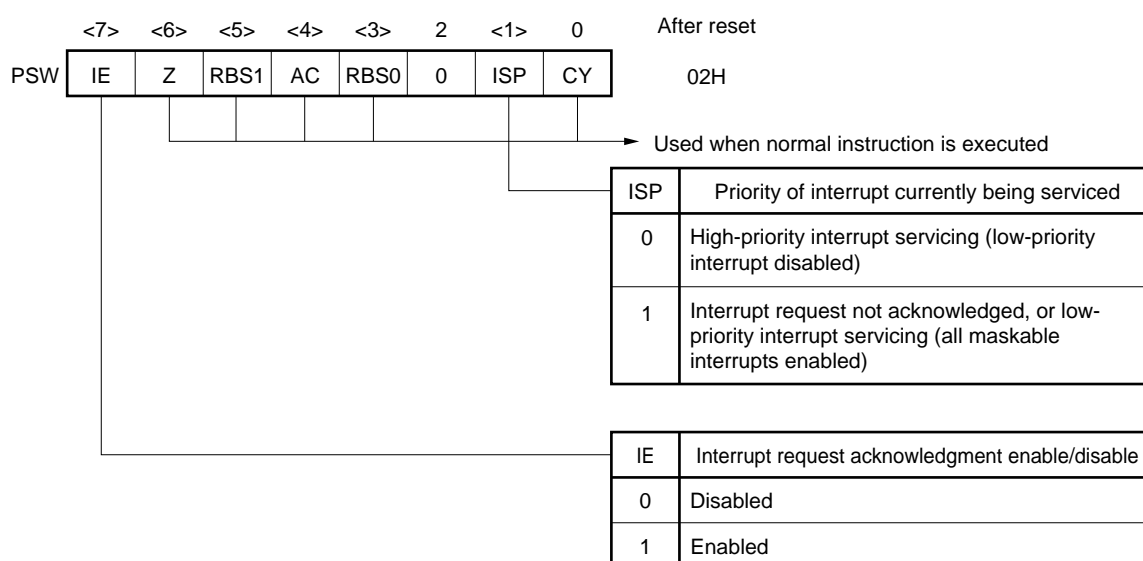 <7> <6> <5> <4> <3> 2 <1> 0 After reset
PSW IE Z RBS1 AC RBS0 0 ISP CY 02H
Used when normal instruction is executed
ISP Priority of interrupt currently being serviced
0 High-priority interrupt servicing (low-priority
interrupt disabled)
1 Interrupt request not acknowledged, or low-
priority interrupt servicing (all maskable
interrupts enabled)
IE Interrupt request acknowledgment enable/disable
0 Disabled
1 Enabled